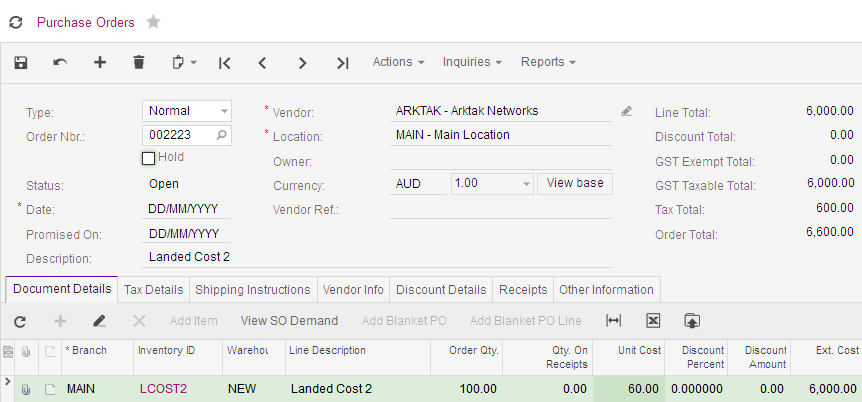 Purchase Orders
Actions Inquiries Reports
Type: Normal * Vendor: ARKTAK - Arktak Networks Line Total: 6,000.00
Order Nbr.: 002223 * Location: MAIN - Main Location Discount Total: 0.00
Hold Owner: GST Exempt Total: 0.00
Status: Open Currency: AUD 1.00 View base GST Taxable Total: 6,000.00
* Date: DD/MM/YYYY Vendor Ref.: Tax Total: 600.00
Promised On: DD/MM/YYYY Order Total: 6,600.00
Description: Landed Cost 2
Document Details Tax Details Shipping Instructions Vendor Info Discount Details Receipts Other Information
Add Item View SO Demand Add Blanket PO Add Blanket PO Line
* Branch Inventory ID Warehou Line Description Order Qty. Qty. On Receipts Unit Cost Discount Percent Discount Amount Ext. Cost
MAIN LCOST2 NEW Landed Cost 2 100.00 0.00 60.00 0.000000 0.00 6,000.00